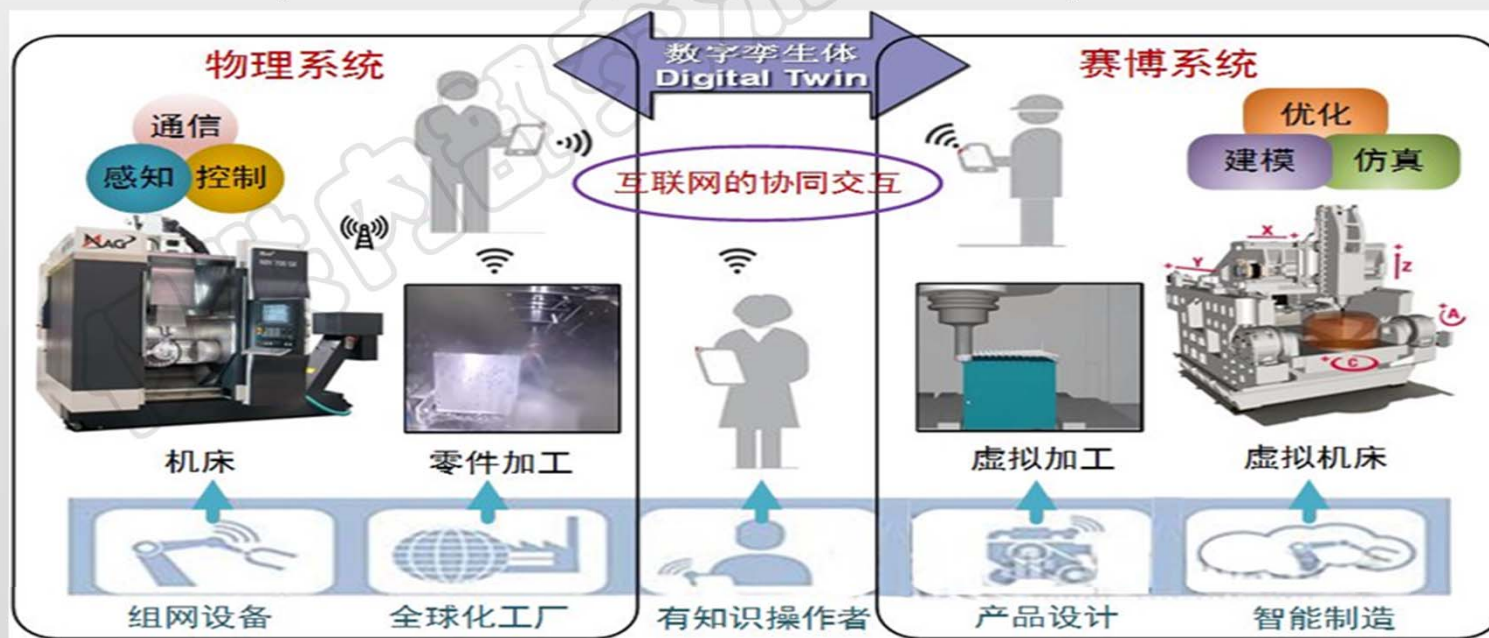 物理系统
数字孪生体
Digital Twin
赛博系统
通信
感知
控制
互联网的协同交互
优化
建模
仿真
MAG
X
Y
Z
A
C
机床
零件加工
虚拟加工
虚拟机床
组网设备
全球化工厂
有知识操作者
产品设计
智能制造